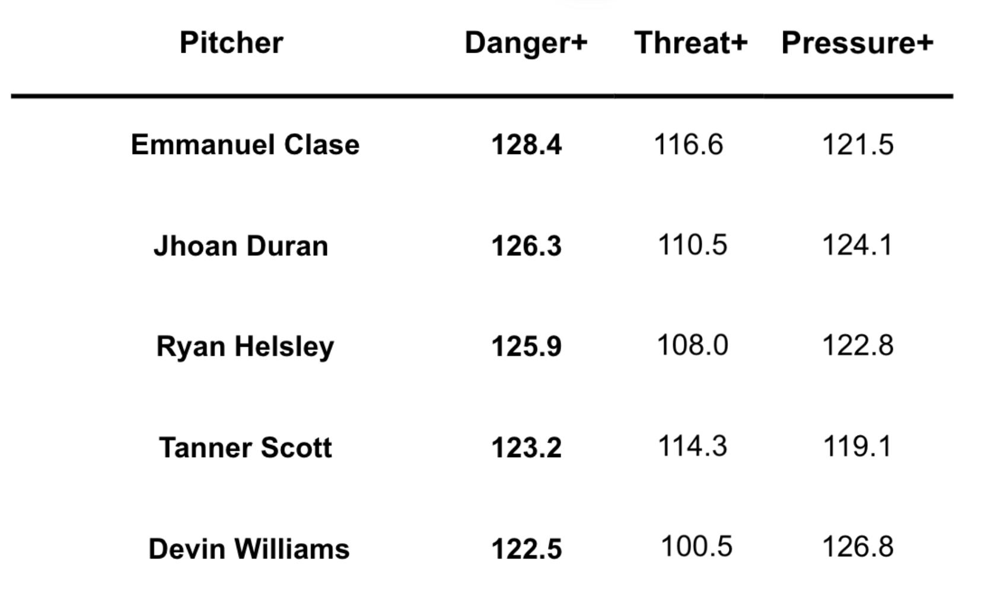 Pitcher Danger+ Threat+ Pressure+
Emmanuel Clase 128.4 116.6 121.5
Jhoan Duran 126.3 110.5 124.1
Ryan Helsley 125.9 108.0 122.8
Tanner Scott 123.2 114.3 119.1
Devin Williams 122.5 100.5 126.8